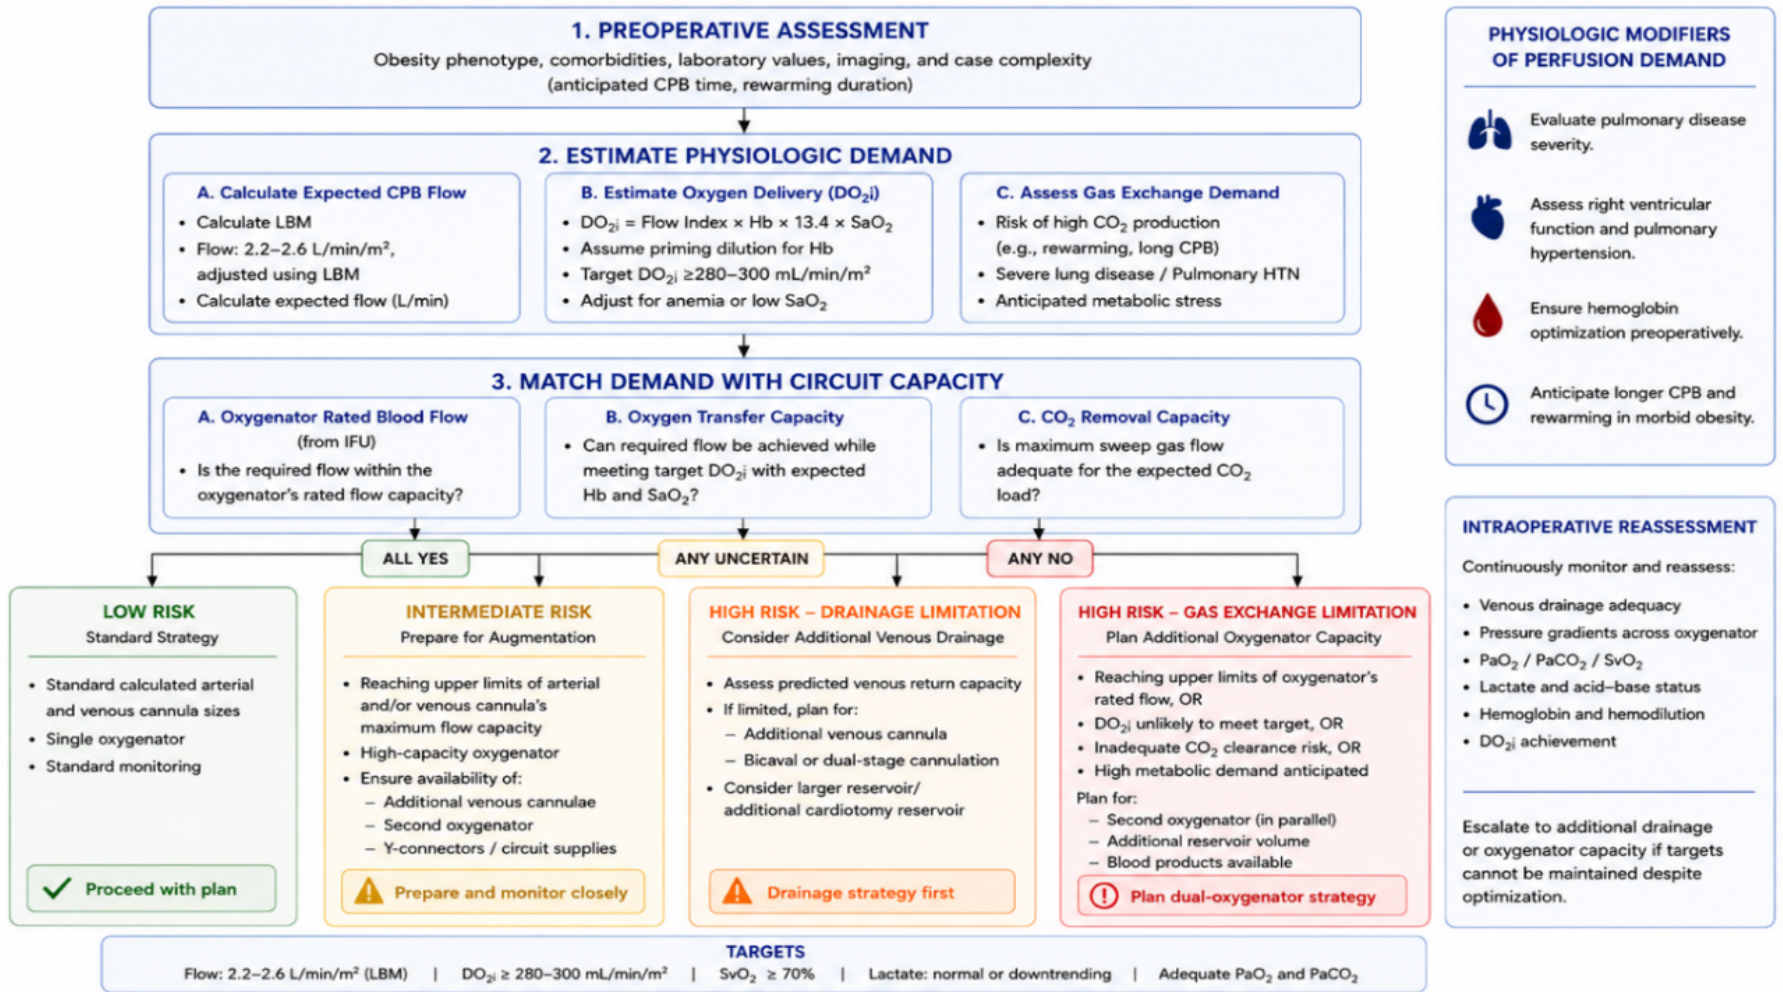 1. PREOPERATIVE ASSESSMENT
Obesity phenotype, comorbidities, laboratory values, imaging, and case complexity
(anticipated CPB time, rewarming duration)
2. ESTIMATE PHYSIOLOGIC DEMAND
A. Calculate Expected CPB Flow
• Calculate LBM
• Flow: 2.2–2.6 L/min/m²,
adjusted using LBM
• Calculate expected flow (L/min)
B. Estimate Oxygen Delivery (DO₂i)
• DO₂i = Flow Index × Hb × 13.4 × SaO₂
• Assume priming dilution for Hb
• Target DO₂i ≥280–300 mL/min/m²
• Adjust for anemia or low SaO₂
C. Assess Gas Exchange Demand
• Risk of high CO₂ production
(e.g., rewarming, long CPB)
• Severe lung disease / Pulmonary HTN
• Anticipated metabolic stress
3. MATCH DEMAND WITH CIRCUIT CAPACITY
A. Oxygenator Rated Blood Flow
(from IFU)
• Is the required flow within the
oxygenator's rated flow capacity?
B. Oxygen Transfer Capacity
• Can required flow be achieved while
meeting target DO₂i with expected
Hb and SaO₂?
C. CO₂ Removal Capacity
• Is maximum sweep gas flow
adequate for the expected CO₂
load?
ALL YES
ANY UNCERTAIN
ANY NO
LOW RISK
Standard Strategy
• Standard calculated arterial
and venous cannula sizes
• Single oxygenator
• Standard monitoring
Proceed with plan
INTERMEDIATE RISK
Prepare for Augmentation
• Reaching upper limits of arterial
and/or venous cannula's
maximum flow capacity
• High-capacity oxygenator
• Ensure availability of:
– Additional venous cannulae
– Second oxygenator
– Y-connectors / circuit supplies
Prepare and monitor closely
HIGH RISK – DRAINAGE LIMITATION
Consider Additional Venous Drainage
• Assess predicted venous return capacity
• If limited, plan for:
– Additional venous cannula
– Bicaval or dual-stage cannulation
• Consider larger reservoir/
additional cardiotomy reservoir
Drainage strategy first
HIGH RISK – GAS EXCHANGE LIMITATION
Plan Additional Oxygenator Capacity
• Reaching upper limits of oxygenator's
rated flow, OR
• DO₂i unlikely to meet target, OR
• Inadequate CO₂ clearance risk, OR
• High metabolic demand anticipated
Plan for:
– Second oxygenator (in parallel)
– Additional reservoir volume
– Blood products available
Plan dual-oxygenator strategy
PHYSIOLOGIC MODIFIERS
OF PERFUSION DEMAND
Evaluate pulmonary disease
severity.
Assess right ventricular
function and pulmonary
hypertension.
Ensure hemoglobin
optimization preoperatively.
Anticipate longer CPB and
rewarming in morbid obesity.
INTRAOPERATIVE REASSESSMENT
Continuously monitor and reassess:
• Venous drainage adequacy
• Pressure gradients across oxygenator
• PaO₂ / PaCO₂ / SvO₂
• Lactate and acid–base status
• Hemoglobin and hemodilution
• DO₂i achievement
Escalate to additional drainage
or oxygenator capacity if targets
cannot be maintained despite
optimization.
TARGETS
Flow: 2.2–2.6 L/min/m² (LBM) | DO₂i ≥ 280–300 mL/min/m² | SvO₂ ≥ 70% | Lactate: normal or downtrending | Adequate PaO₂ and PaCO₂